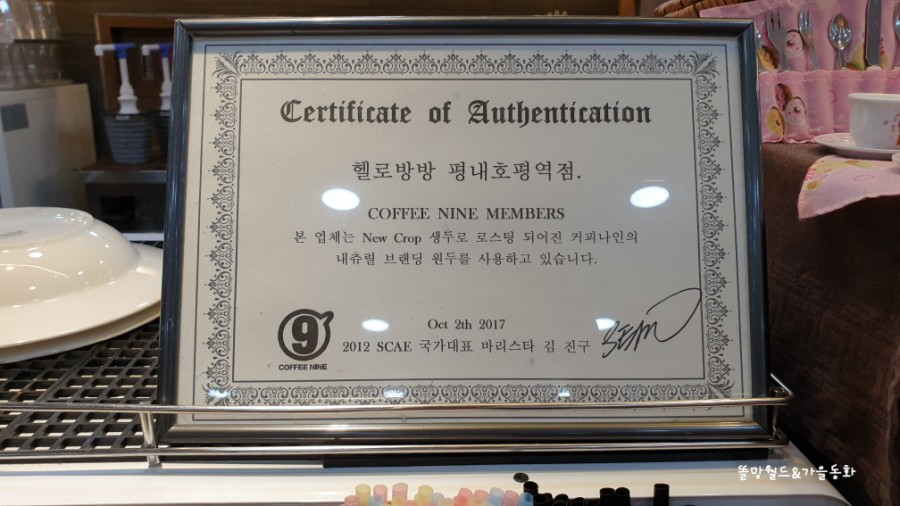 Certificate of Authentication
헬로방방 평내호평역점.
COFFEE NINE MEMBERS
본 업체는 New Crop 생두로 로스팅 되어진 커피나인의
내츄럴 브랜딩 원두를 사용하고 있습니다.
Oct 2th 2017
2012 SCAE 국가대표 바리스타 김 진구
9
COFFEE NINE
똘망월드&가을동화